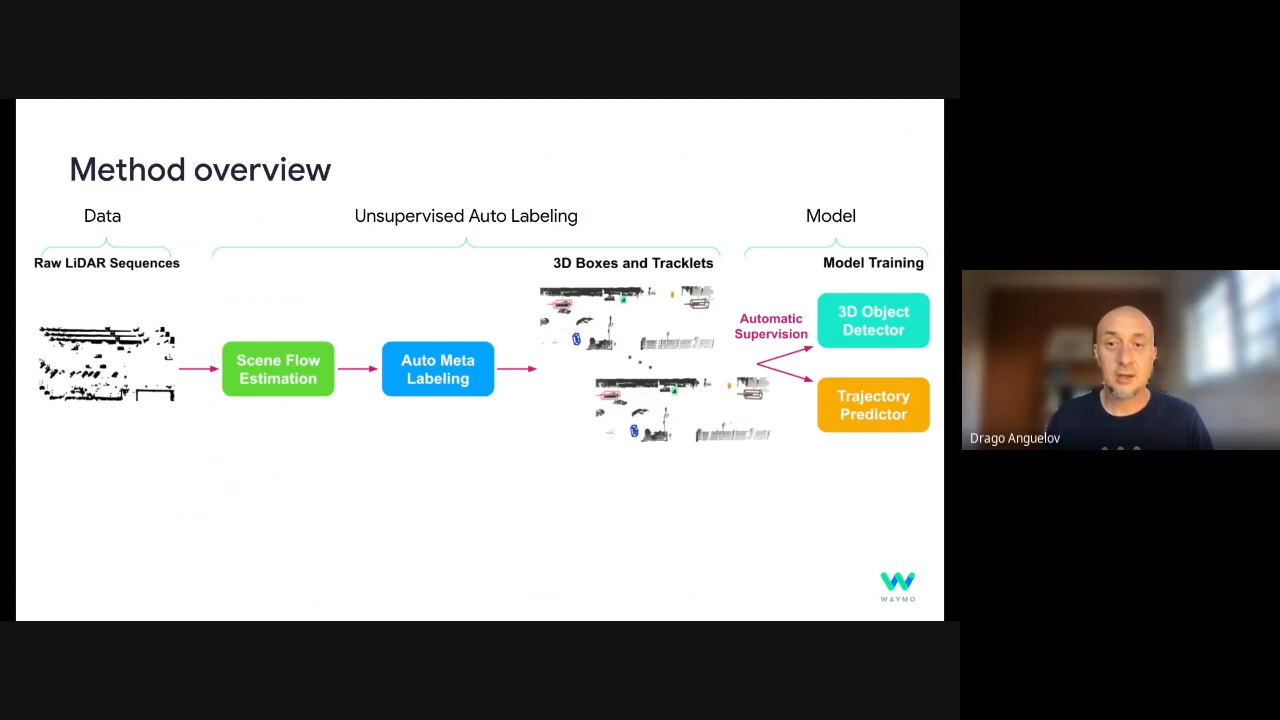 Method overview
Data
Unsupervised Auto Labeling
Model
Raw LiDAR Sequences
3D Boxes and Tracklets
Model Training
Scene Flow
Estimation
Auto Meta
Labeling
Automatic
Supervision
3D Object
Detector
Trajectory
Predictor
WAYMO
Drago Anguelov